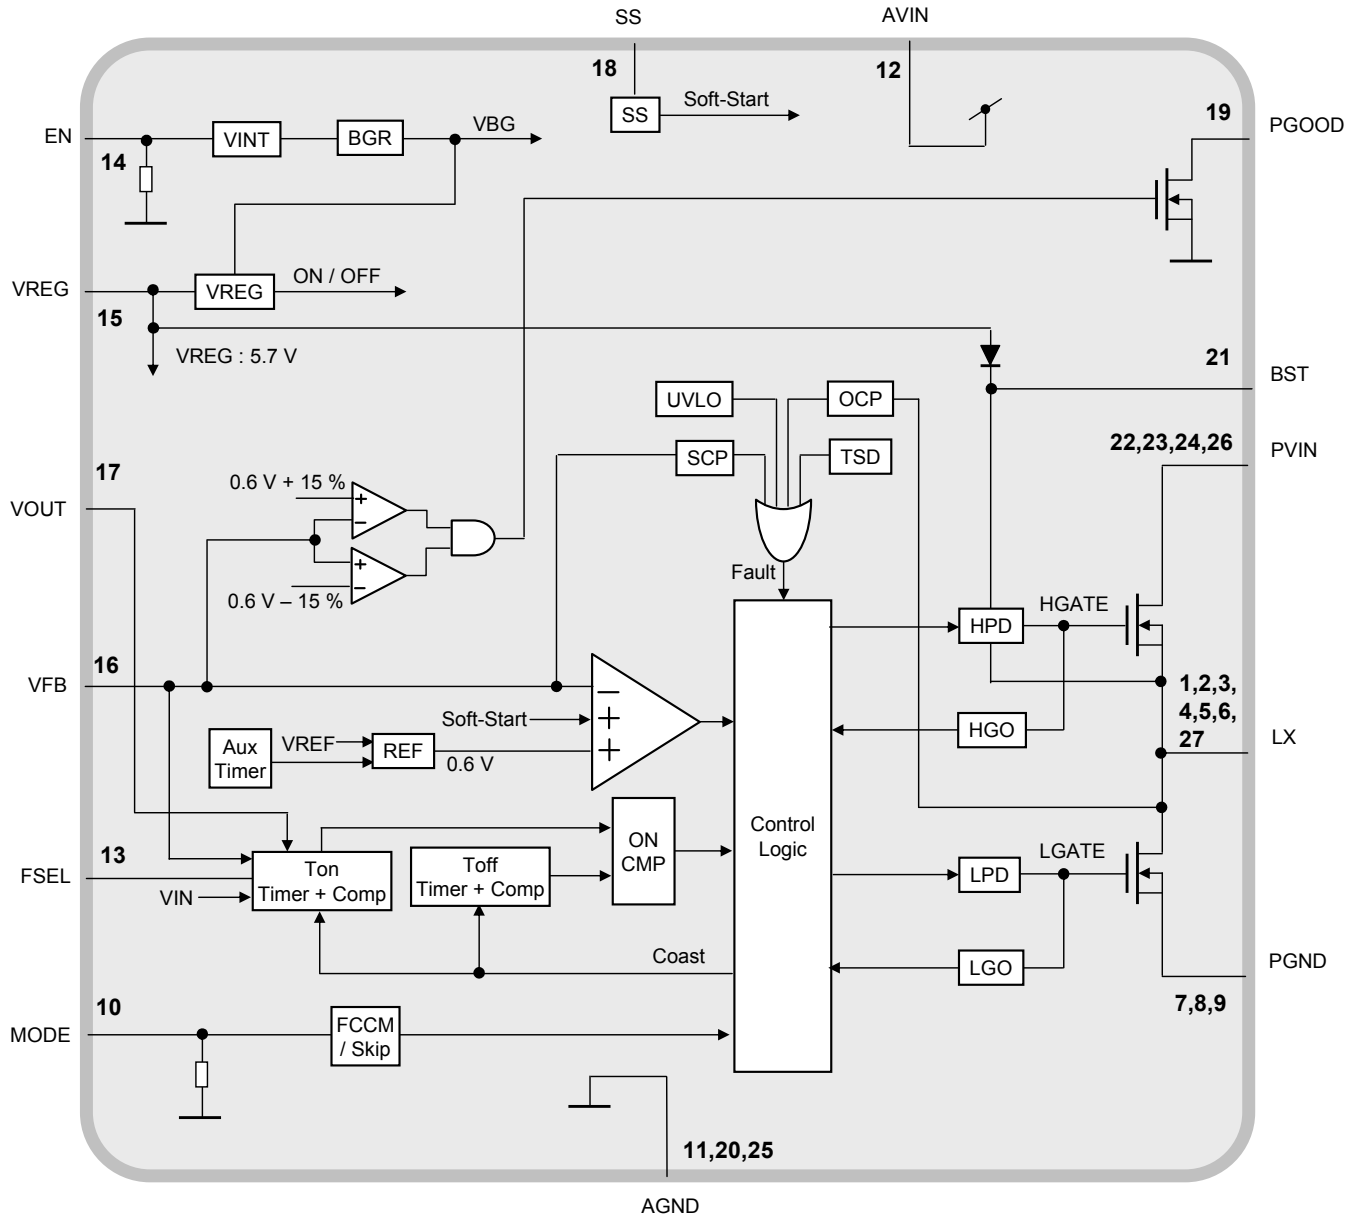 SS
AVIN
18
12
SS
Soft-Start
19
PGOOD
EN
14
VINT
BGR
VBG
VREG
15
VREG
ON / OFF
VREG : 5.7 V
21
BST
UVLO
OCP
22,23,24,26
PVIN
SCP
TSD
17
VOUT
0.6 V + 15 %
+
–
+
–
0.6 V – 15 %
Fault
HPD
HGATE
16
VFB
–
+
+
Soft-Start
1,2,3,
4,5,6,
27
LX
Aux
Timer
VREF
REF
0.6 V
HGO
Control
Logic
ON
CMP
13
FSEL
Ton
Timer + Comp
Toff
Timer + Comp
VIN
LPD
LGATE
Coast
LGO
PGND
7,8,9
10
MODE
FCCM
/ Skip
11,20,25
AGND